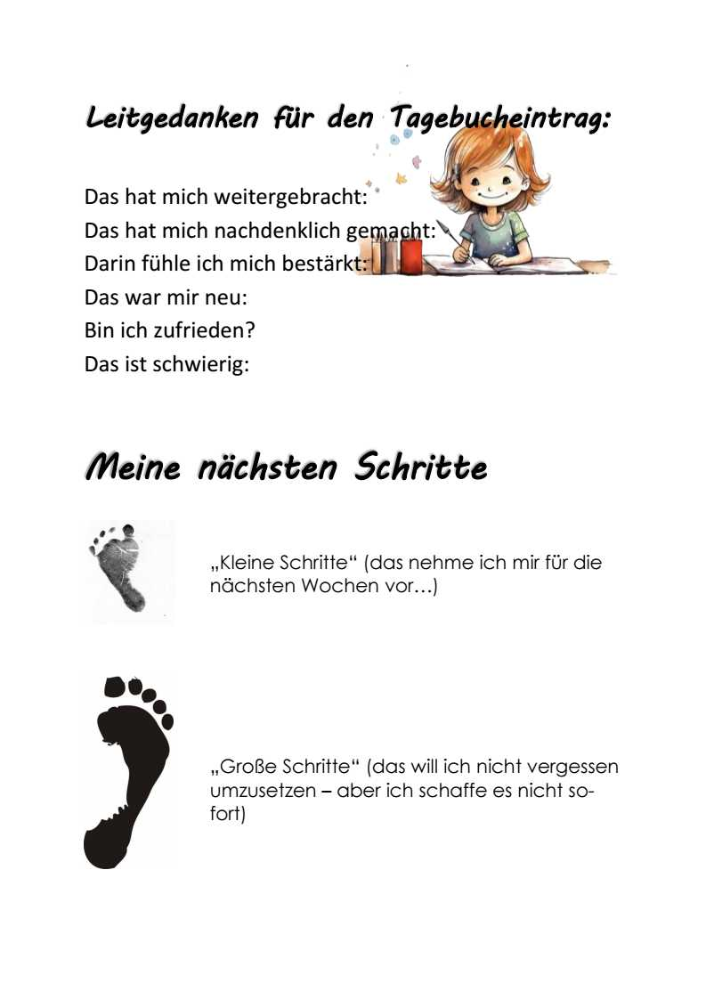 Leitgedanken für den Tagebucheintrag:
Das hat mich weitergebracht:
Das hat mich nachdenklich gemacht:
Darin fühle ich mich bestärkt:
Das war mir neu:
Bin ich zufrieden?
Das ist schwierig:
Meine nächsten Schritte
„Kleine Schritte“ (das nehme ich mir für die
nächsten Wochen vor…)
„Große Schritte“ (das will ich nicht vergessen
umzusetzen – aber ich schaffe es nicht so-
fort)